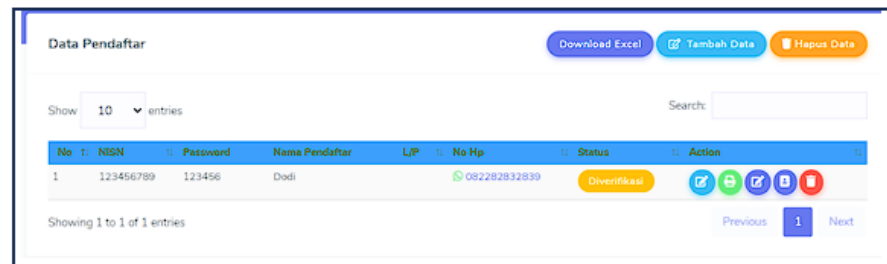 Data Pendaftar Download Excel Tambah Data Hapus Data
Show 10 entries Search:
No NISN Password Nama Pendaftar L/P No Hp Status Action
1 123456789 123456 Dodi 082282832839 Diverifikasi
Showing 1 to 1 of 1 entries Previous 1 Next